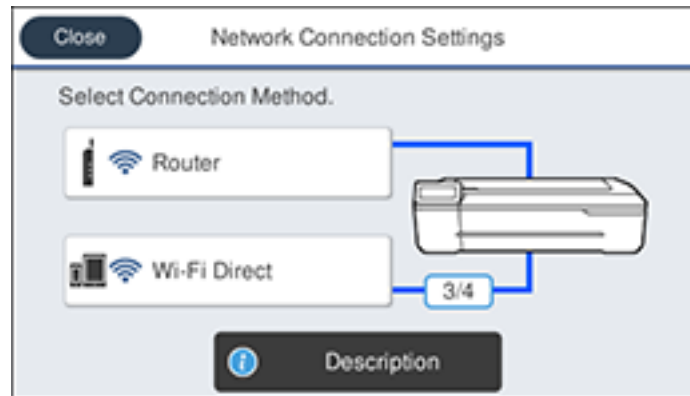 Close
Network Connection Settings
Select Connection Method.
Router
Wi-Fi Direct
3/4
Description